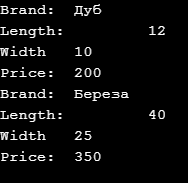 Brand: Дуб
Length: 12
Width 10
Price: 200
Brand: Береза
Length: 40
Width 25
Price: 350